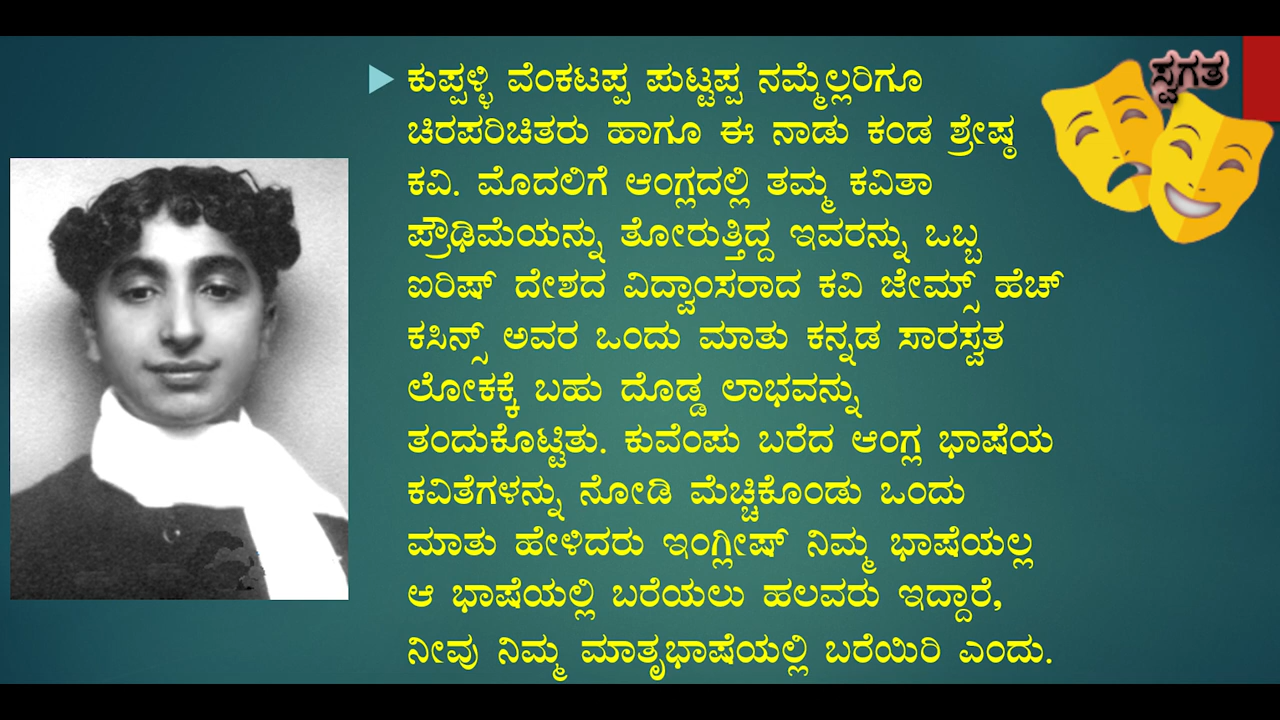 ಸ್ವಗತ
ಕುಪ್ಪಳ್ಳಿ ವೆಂಕಟಪ್ಪ ಪುಟ್ಟಪ್ಪ ನಮ್ಮೆಲ್ಲರಿಗೂ
ಚಿರಪರಿಚಿತರು ಹಾಗೂ ಈ ನಾಡು ಕಂಡ ಶ್ರೇಷ್ಠ
ಕವಿ. ಮೊದಲಿಗೆ ಆಂಗ್ಲದಲ್ಲಿ ತಮ್ಮ ಕವಿತಾ
ಪ್ರೌಢಿಮೆಯನ್ನು ತೋರುತ್ತಿದ್ದ ಇವರನ್ನು ಒಬ್ಬ
ಐರಿಷ್ ದೇಶದ ವಿದ್ವಾಂಸರಾದ ಕವಿ ಜೇಮ್ಸ್ ಹೆಚ್
ಕಸಿನ್ಸ್ ಅವರ ಒಂದು ಮಾತು ಕನ್ನಡ ಸಾರಸ್ವತ
ಲೋಕಕ್ಕೆ ಬಹು ದೊಡ್ಡ ಲಾಭವನ್ನು
ತಂದುಕೊಟ್ಟಿತು. ಕುವೆಂಪು ಬರೆದ ಆಂಗ್ಲ ಭಾಷೆಯ
ಕವಿತೆಗಳನ್ನು ನೋಡಿ ಮೆಚ್ಚಿಕೊಂಡು ಒಂದು
ಮಾತು ಹೇಳಿದರು ಇಂಗ್ಲೀಷ್ ನಿಮ್ಮ ಭಾಷೆಯಲ್ಲ
ಆ ಭಾಷೆಯಲ್ಲಿ ಬರೆಯಲು ಹಲವರು ಇದ್ದಾರೆ,
ನೀವು ನಿಮ್ಮ ಮಾತೃಭಾಷೆಯಲ್ಲಿ ಬರೆಯಿರಿ ಎಂದು.